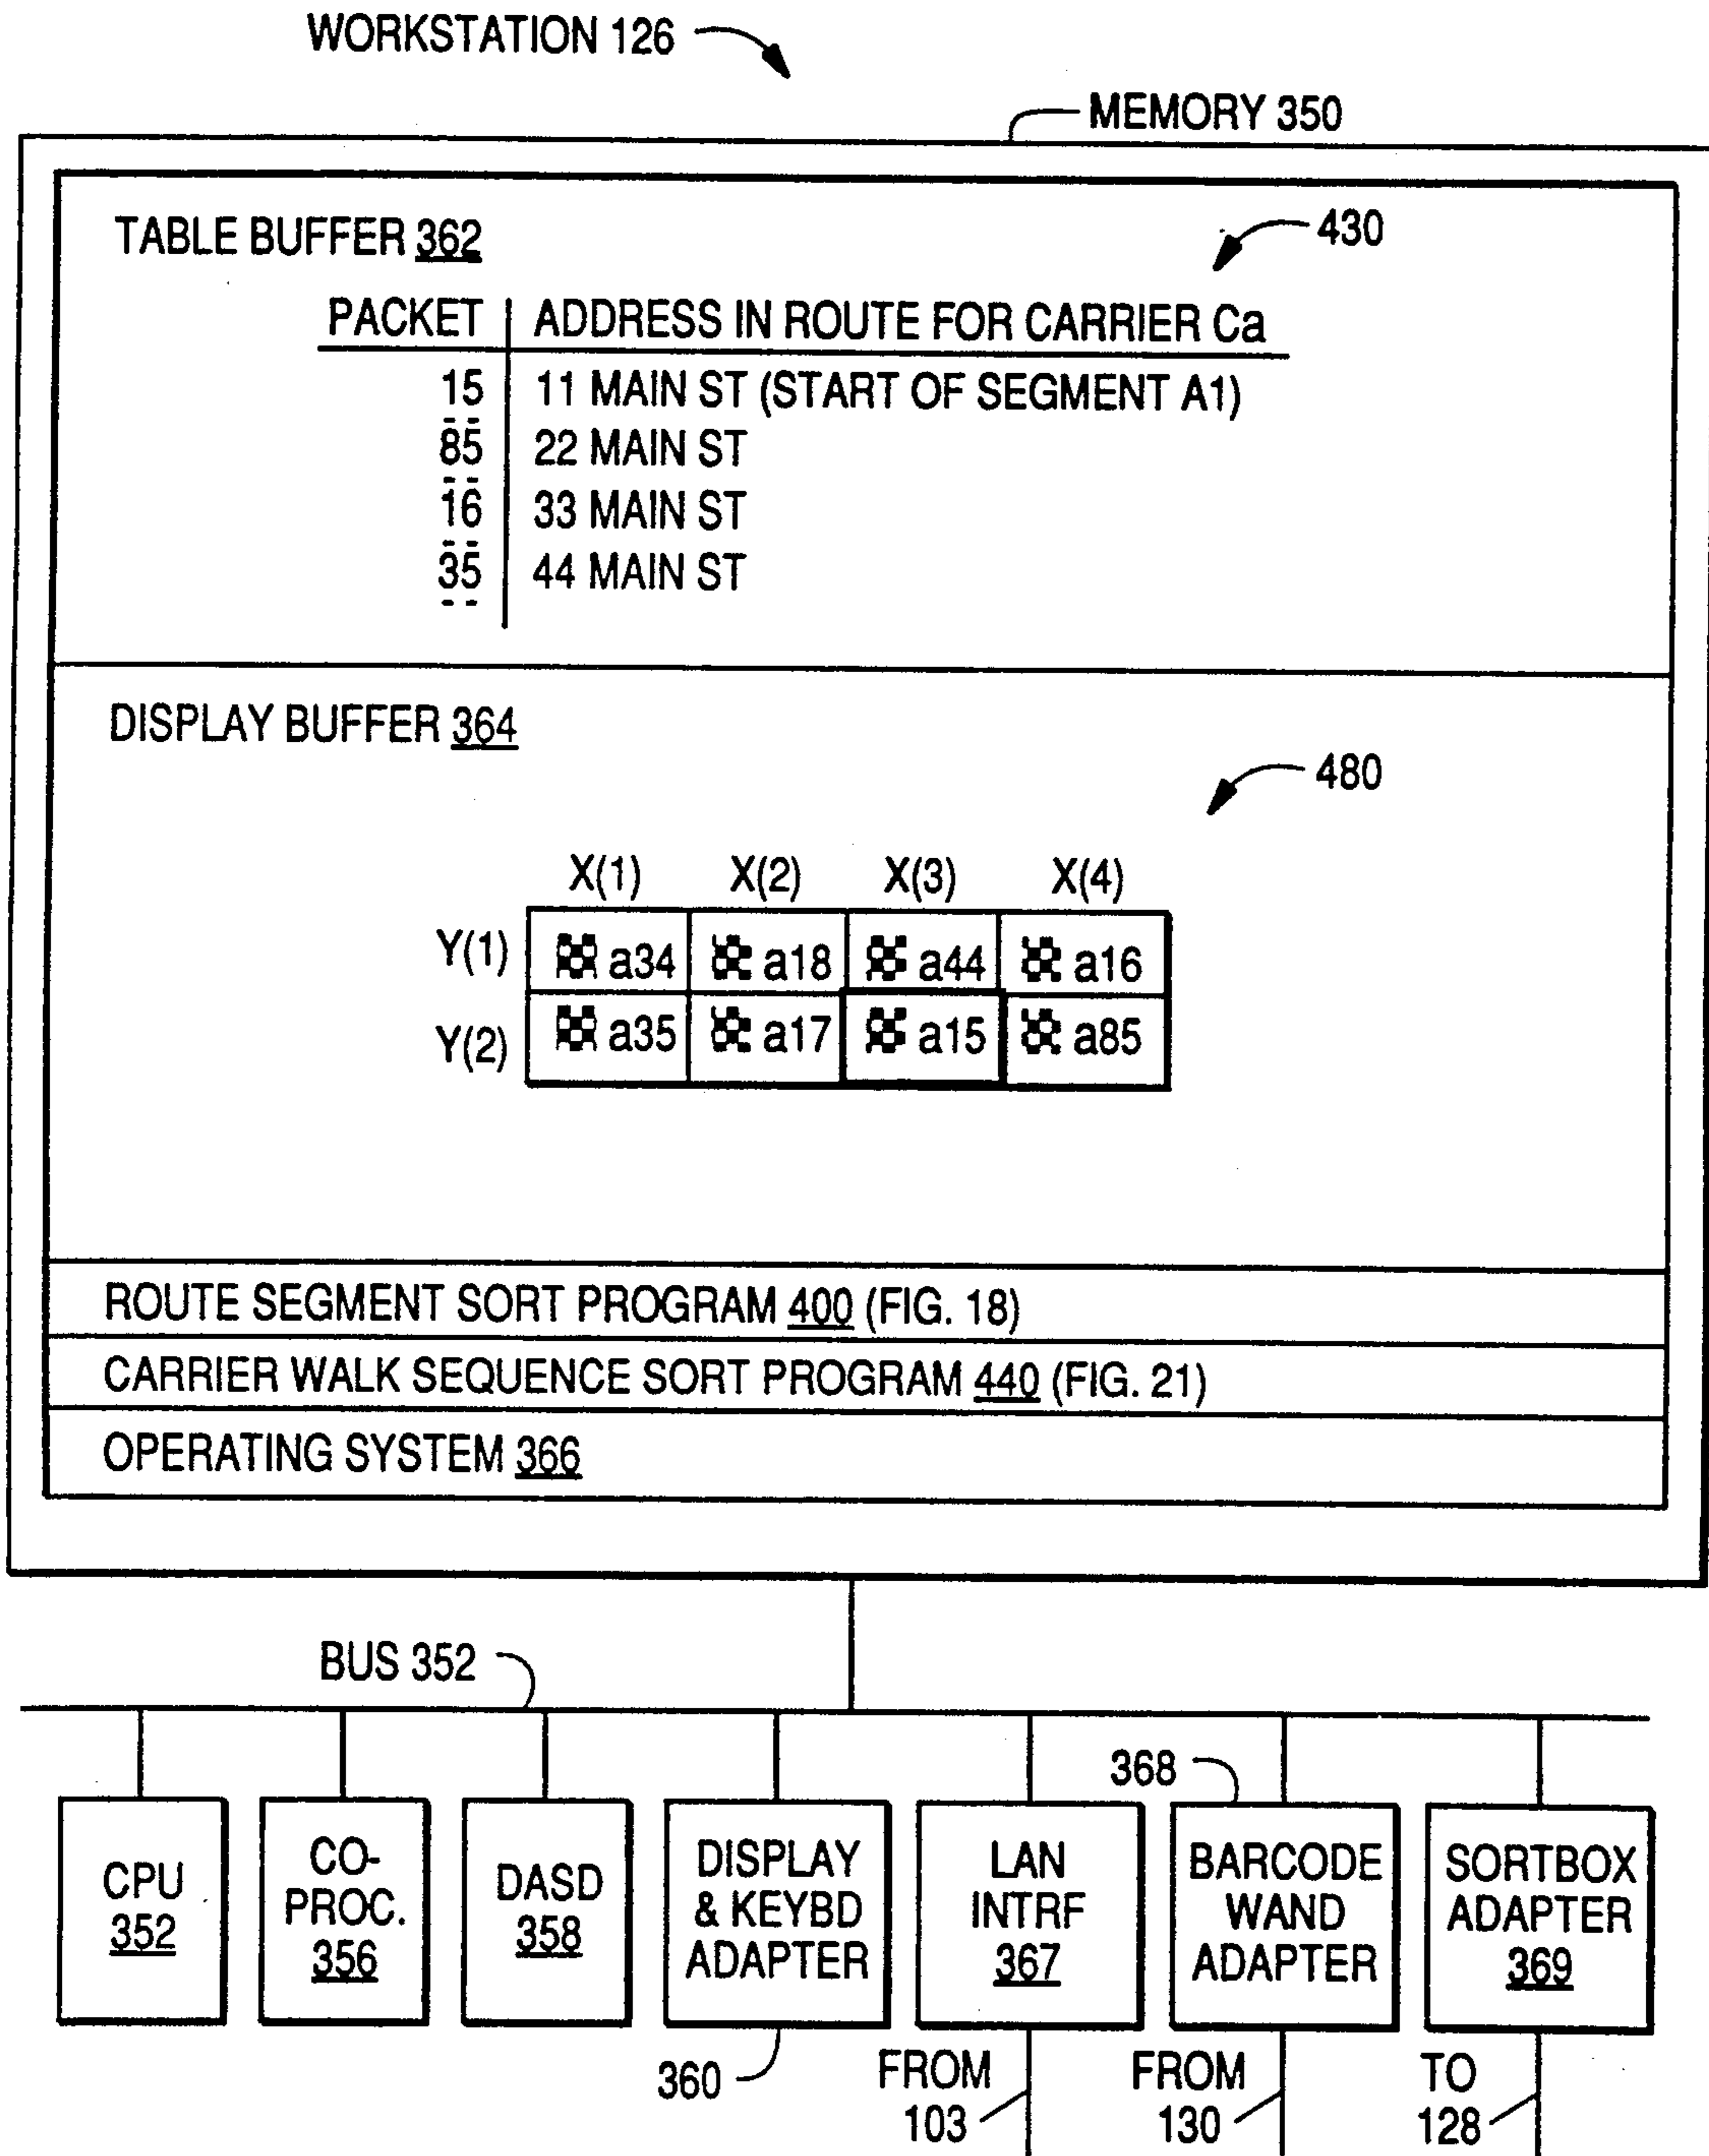 WORKSTATION 126
MEMORY 350
TABLE BUFFER 362
430
PACKET ADDRESS IN ROUTE FOR CARRIER Ca
15 11 MAIN ST (START OF SEGMENT A1)
--
85 22 MAIN ST
--
16 33 MAIN ST
--
35 44 MAIN ST
--
DISPLAY BUFFER 364
480
X(1) X(2) X(3) X(4)
Y(1) a34 a18 a44 a16
Y(2) a35 a17 a15 a85
ROUTE SEGMENT SORT PROGRAM 400 (FIG. 18)
CARRIER WALK SEQUENCE SORT PROGRAM 440 (FIG. 21)
OPERATING SYSTEM 366
BUS 352
368
CPU
352
CO-
PROC.
356
DASD
358
DISPLAY
& KEYBD
ADAPTER
LAN
INTRF
367
BARCODE
WAND
ADAPTER
SORTBOX
ADAPTER
369
360
FROM
103
FROM
130
TO
128